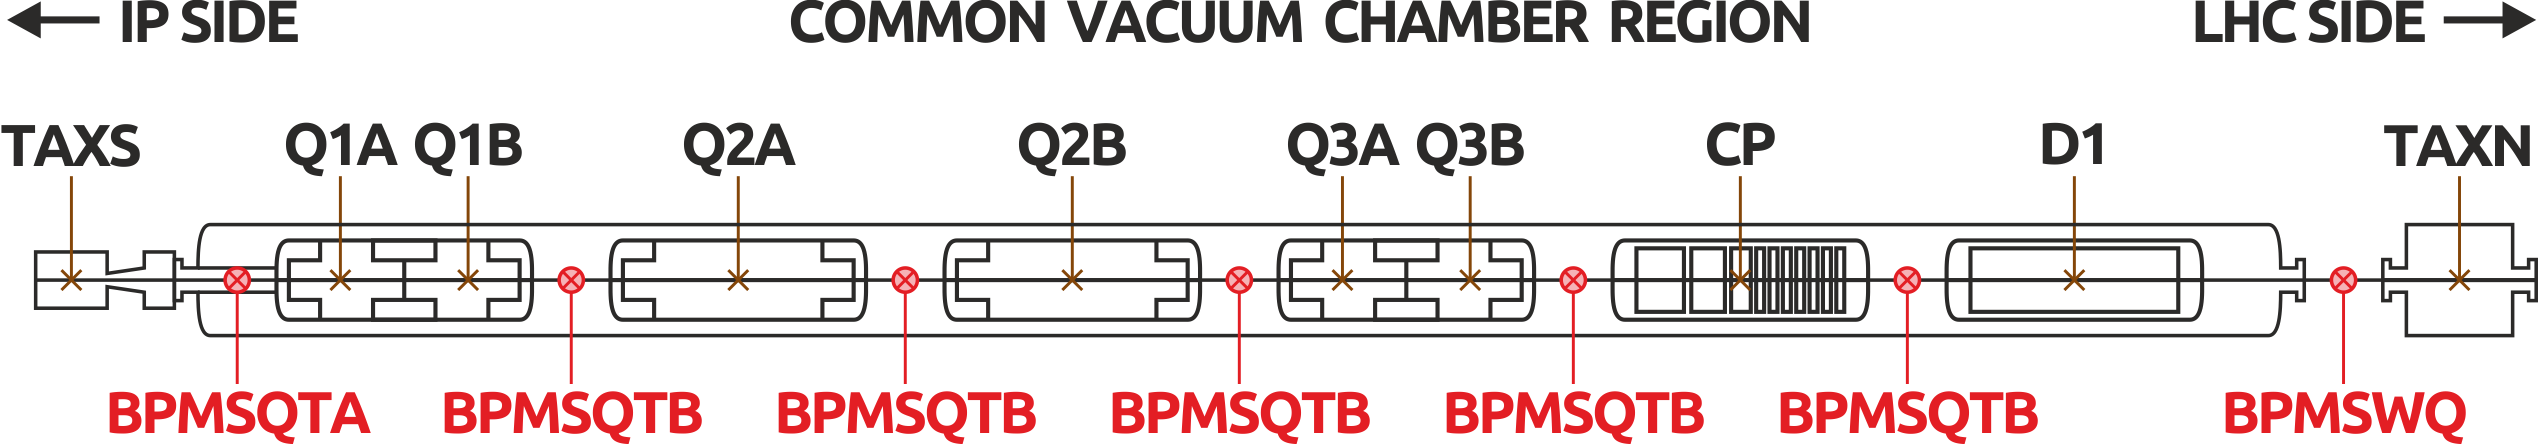 IP SIDE COMMON VACUUM CHAMBER REGION LHC SIDE
TAXS Q1A Q1B Q2A Q2B Q3A Q3B CP D1 TAXN
BPMSQTA BPMSQTB BPMSQTB BPMSQTB BPMSQTB BPMSQTB BPMSWQ